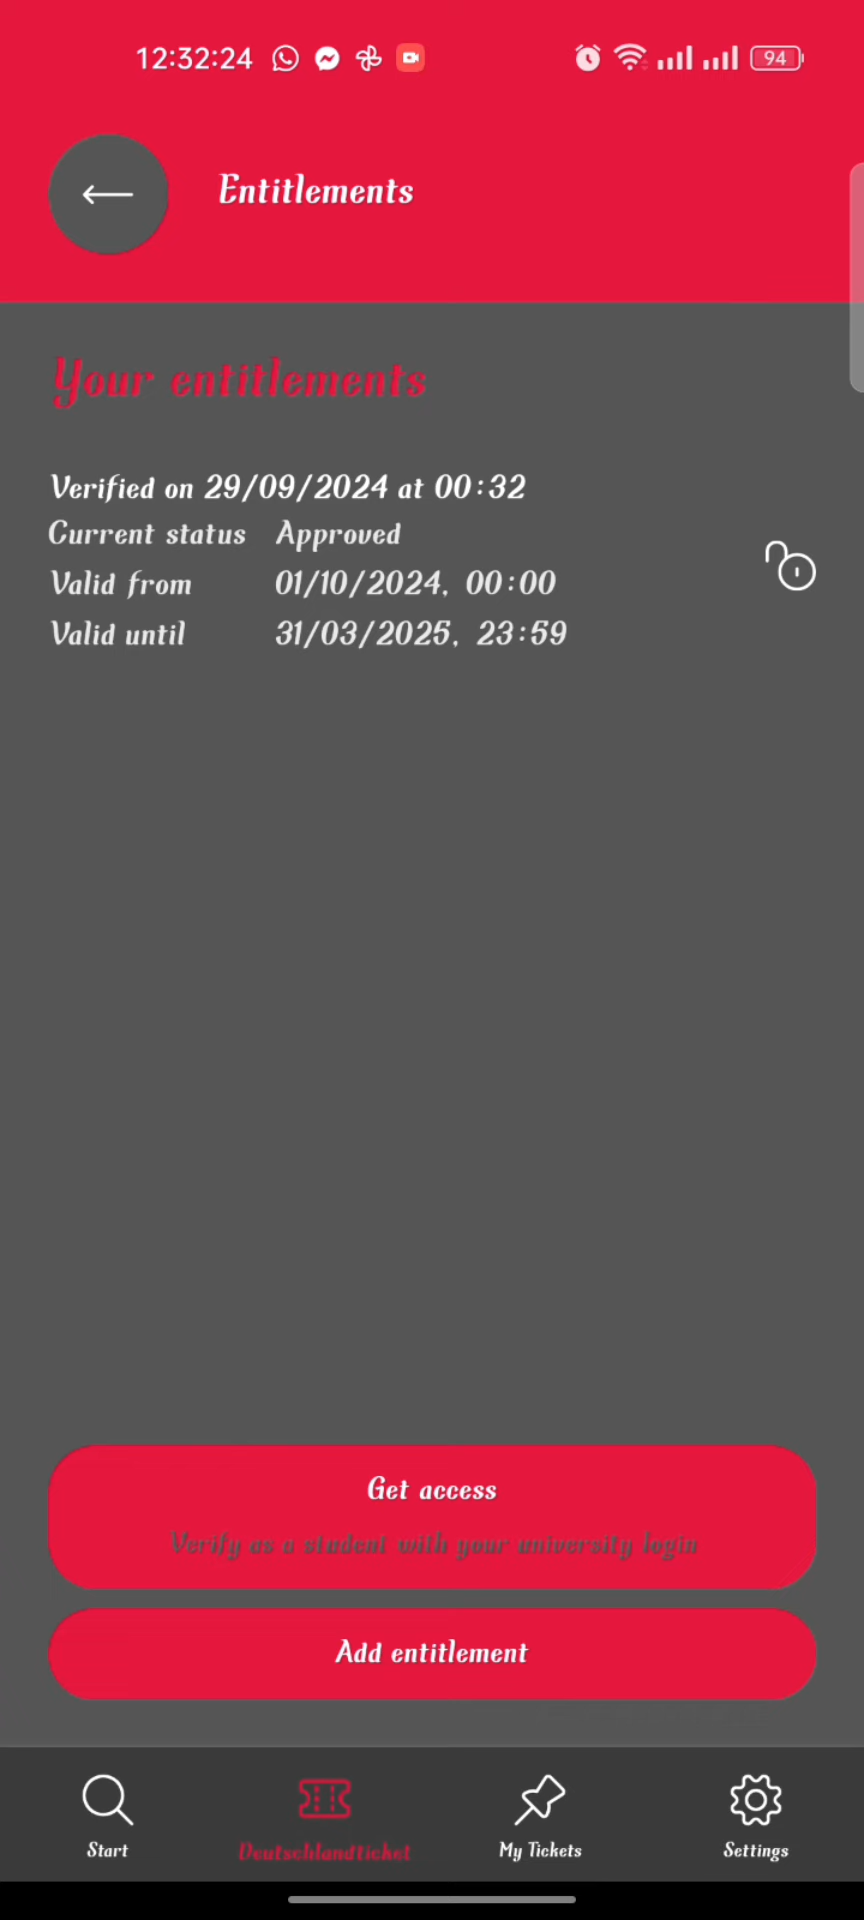 12:32:24
94
Entitlements
Your entitlements
Verified on 29/09/2024 at 00:32
Current status Approved
Valid from 01/10/2024, 00:00
Valid until 31/03/2025, 23:59
Get access
Verify as a student with your university login
Add entitlement
Start Deutschlandticket My Tickets Settings